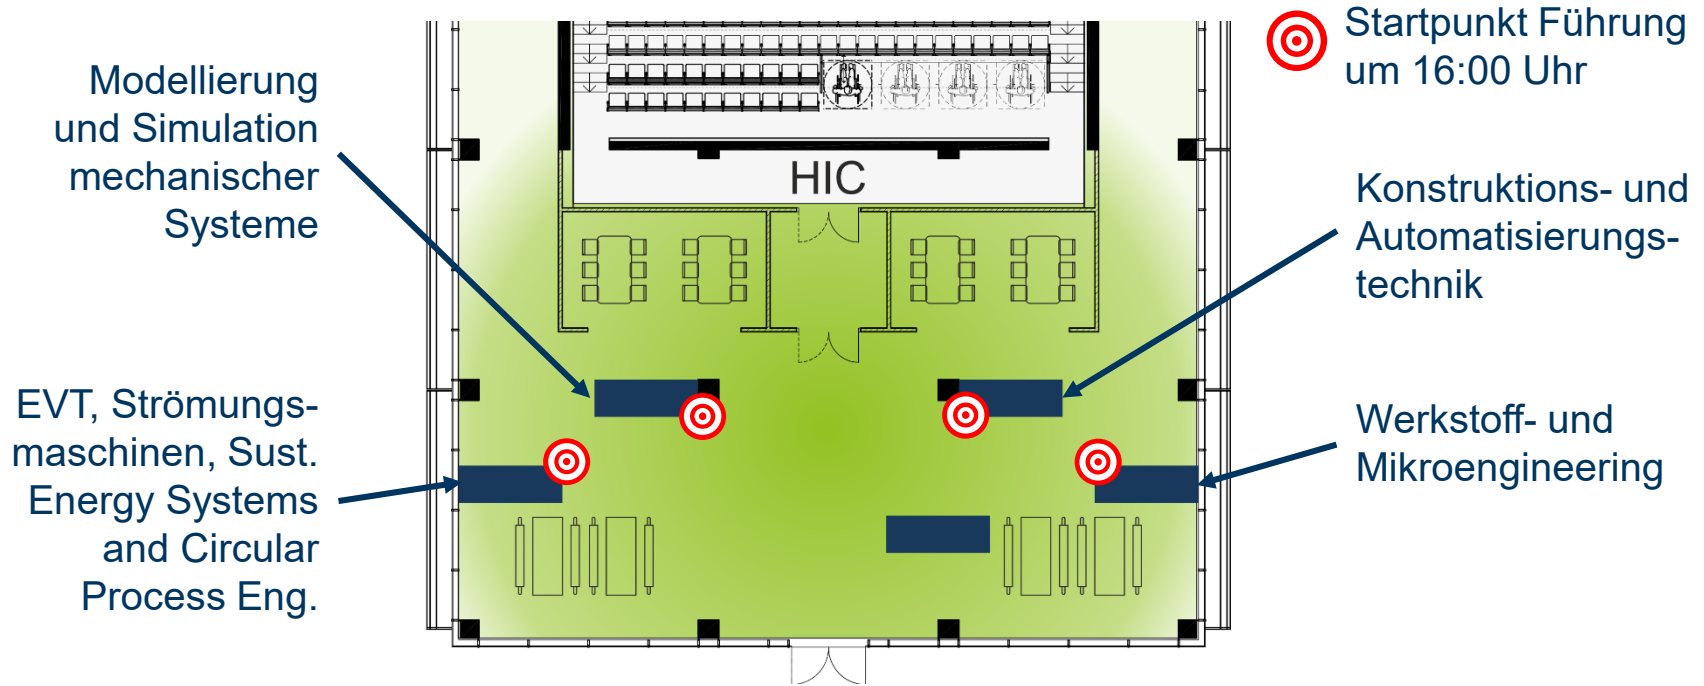 Startpunkt Führung
um 16:00 Uhr
Modellierung
und Simulation
mechanischer
Systeme
HIC
Konstruktions- und
Automatisierungs-
technik
EVT, Strömungs-
maschinen, Sust.
Energy Systems
and Circular
Process Eng.
Werkstoff- und
Mikroengineering